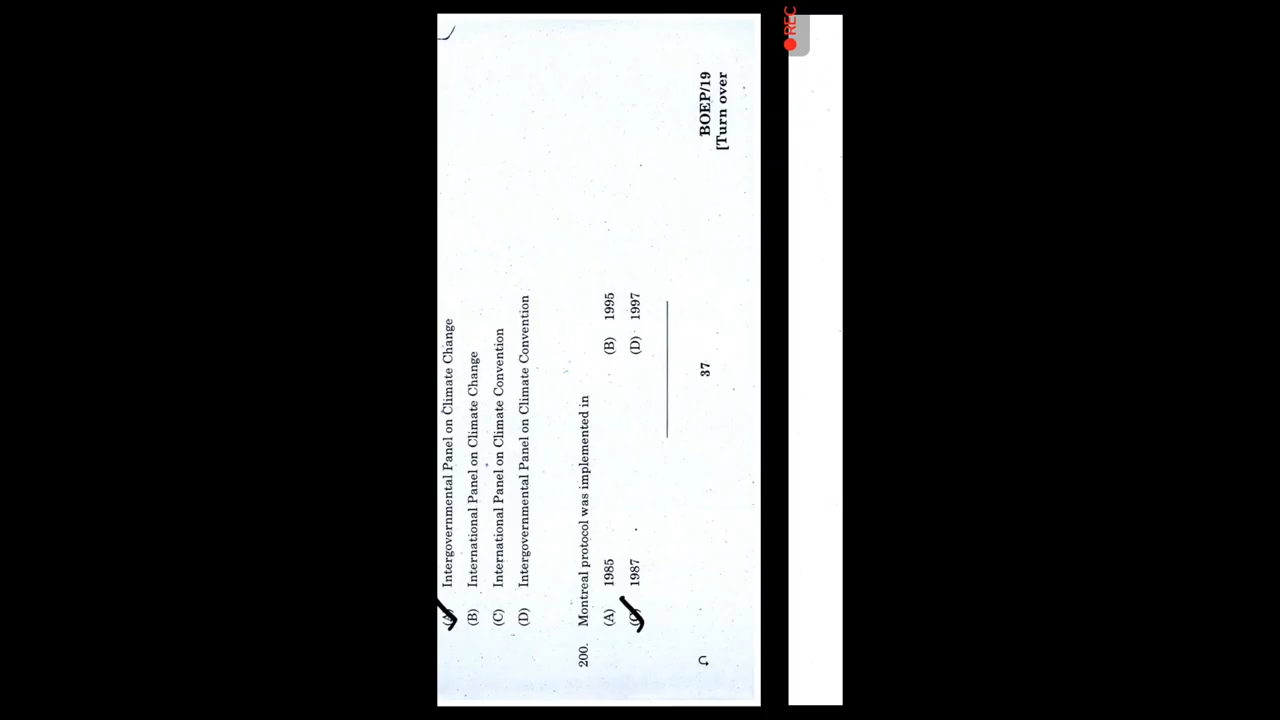 (A) Intergovernmental Panel on Climate Change
(B) International Panel on Climate Change
(C) International Panel on Climate Convention
(D) Intergovernmental Panel on Climate Convention
200. Montreal protocol was implemented in
(A) 1985 (B) 1995
(C) 1987 (D) 1997
37 BOEP/19
[Turn over
REC